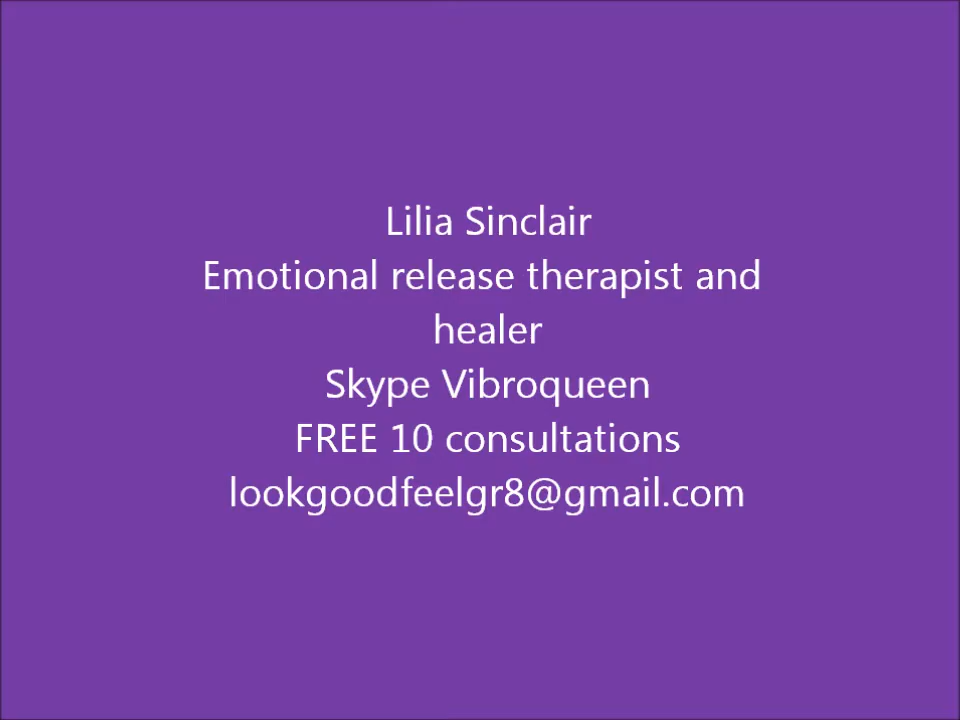 Lilia Sinclair
Emotional release therapist and
healer
Skype Vibroqueen
FREE 10 consultations
lookgoodfeelgr8@gmail.com